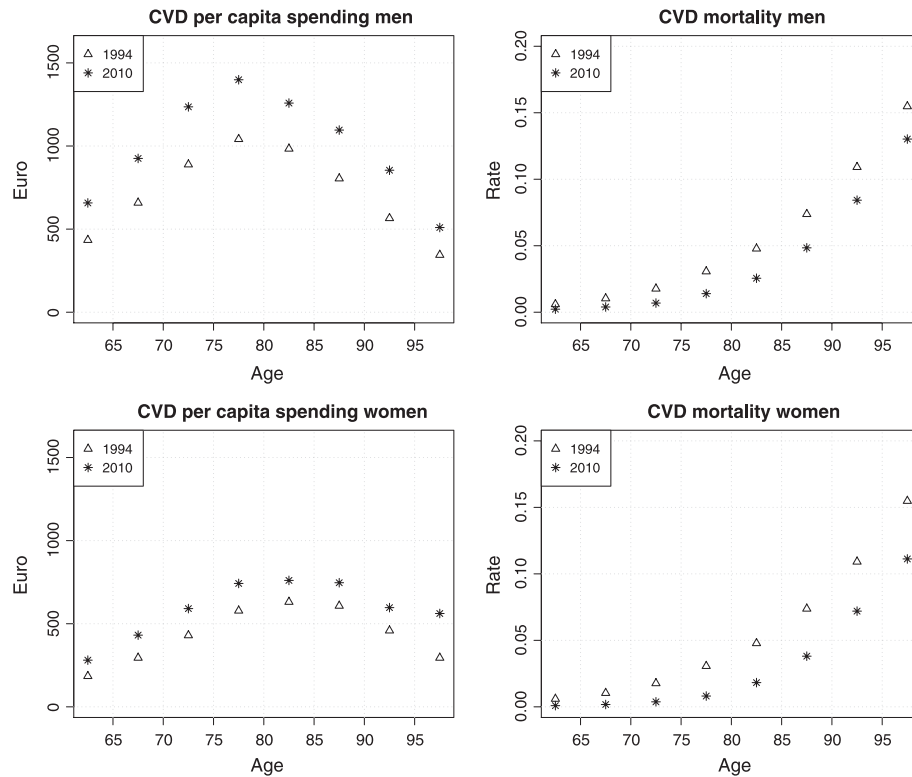 CVD per capita spending men
1994
2010
Euro
0
500
1000
1500
65 70 75 80 85 90 95
Age
CVD mortality men
1994
2010
Rate
0.00
0.05
0.10
0.15
0.20
65 70 75 80 85 90 95
Age
CVD per capita spending women
1994
2010
Euro
0
500
1000
1500
65 70 75 80 85 90 95
Age
CVD mortality women
1994
2010
Rate
0.00
0.05
0.10
0.15
0.20
65 70 75 80 85 90 95
Age